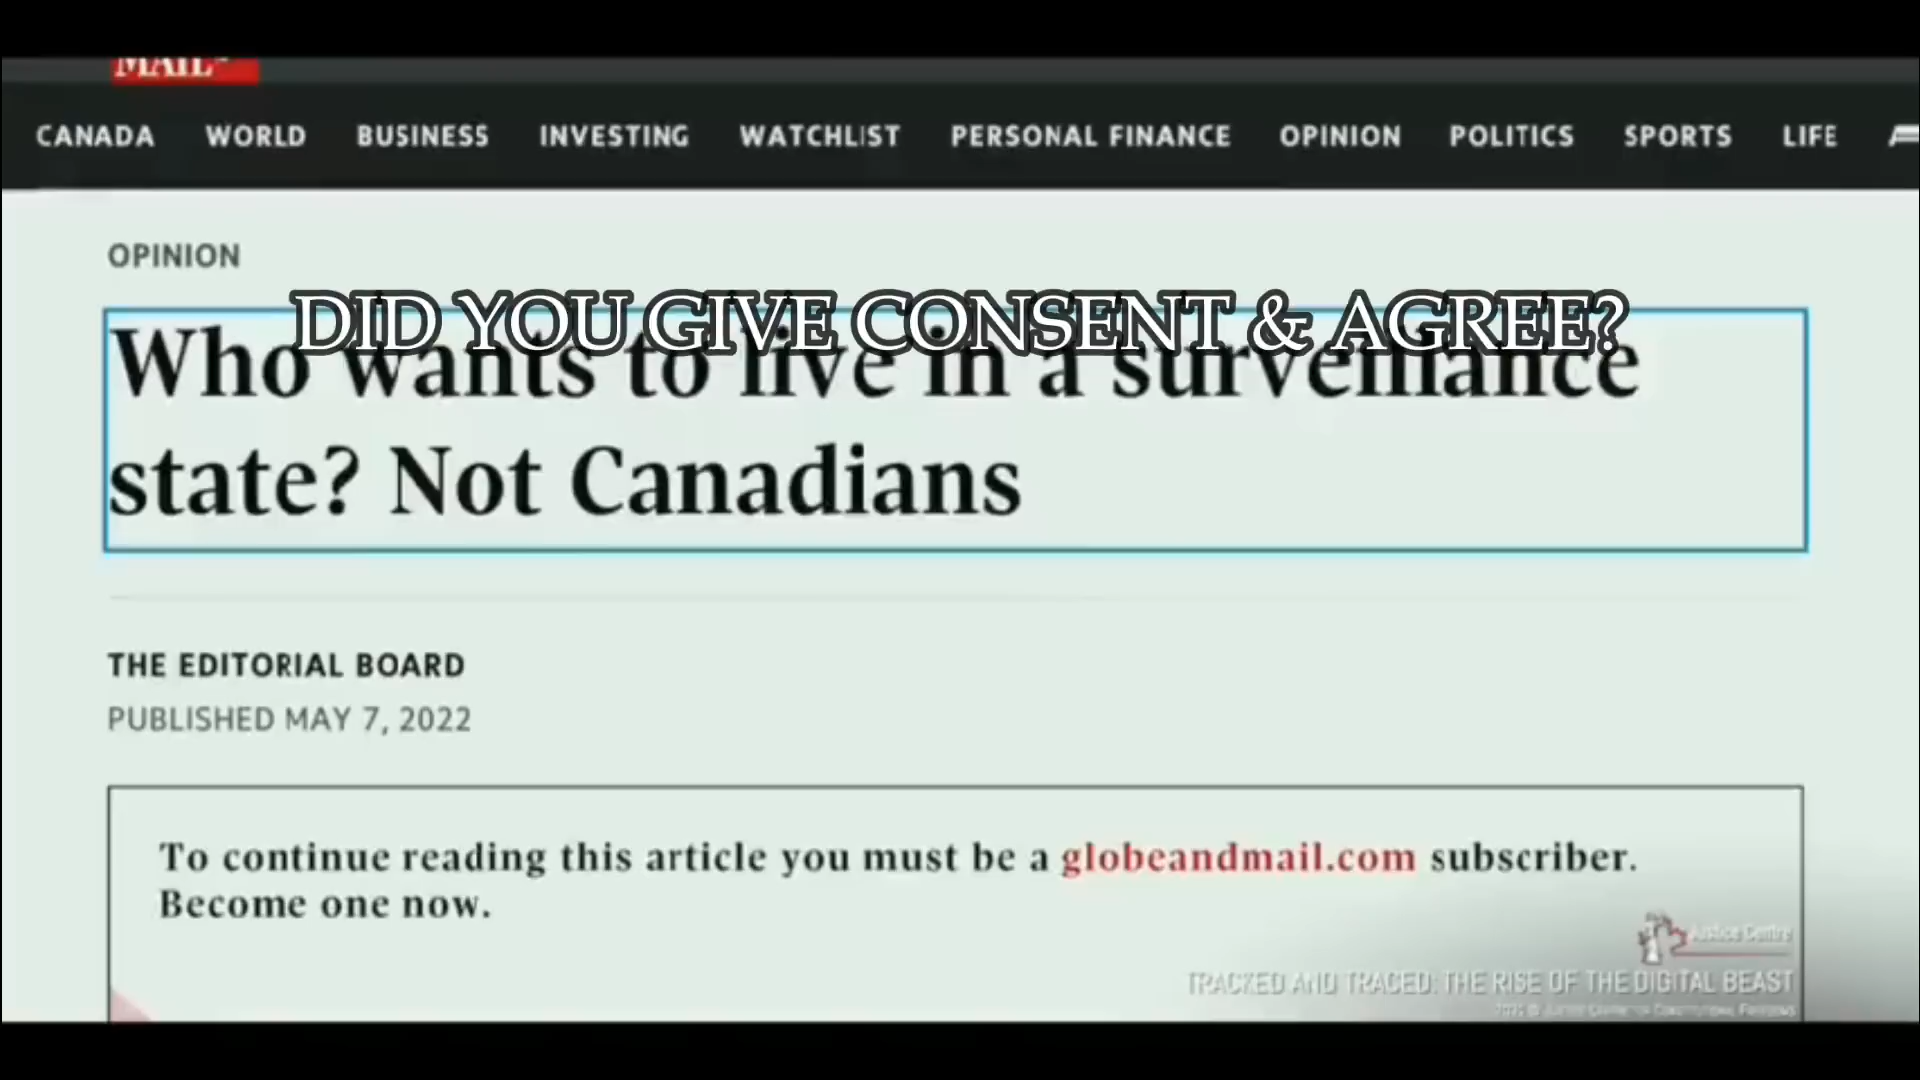 MAIL
CANADA WORLD BUSINESS INVESTING WATCHLIST PERSONAL FINANCE OPINION POLITICS SPORTS LIFE
OPINION
DID YOU GIVE CONSENT & AGREE?
Who wants to live in a surveillance
state? Not Canadians
THE EDITORIAL BOARD
PUBLISHED MAY 7, 2022
To continue reading this article you must be a globeandmail.com subscriber.
Become one now.
Justice Centre
TRACKED AND TRACED: THE RISE OF THE DIGITAL BEAST